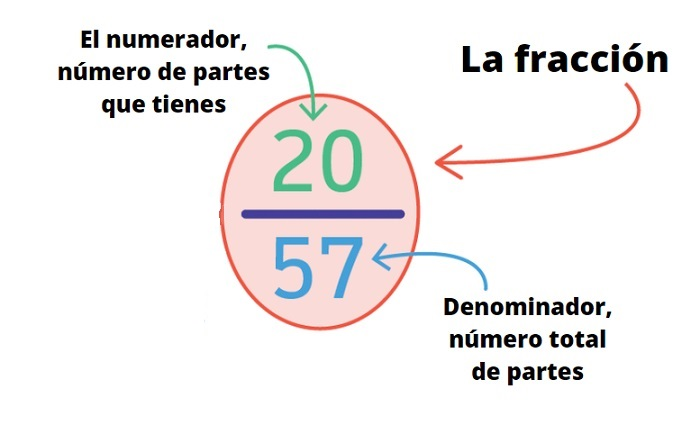 El numerador,
número de partes
que tienes
La fracción
20
57
Denominador,
número total
de partes